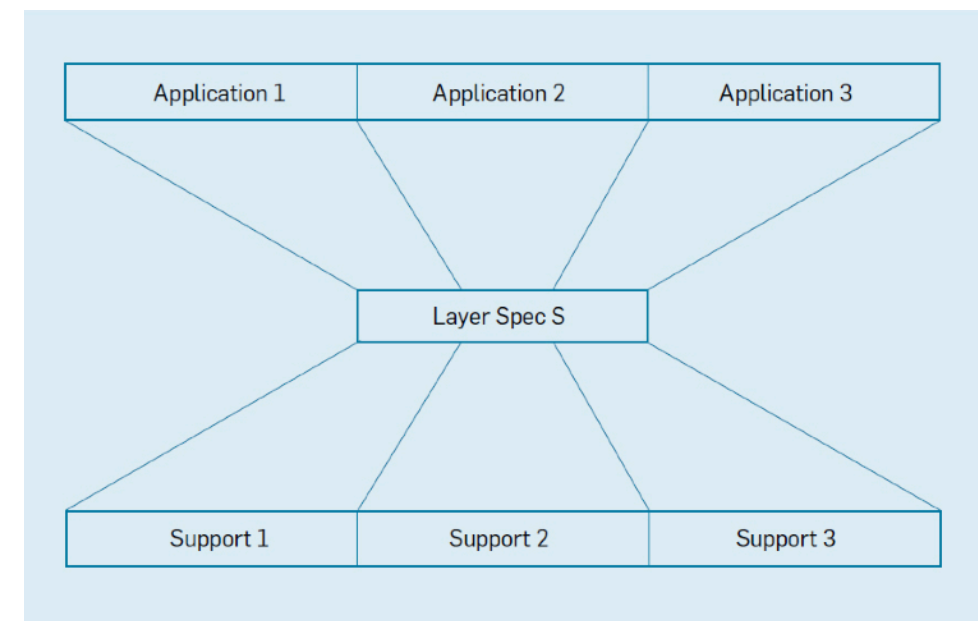 Application 1 Application 2 Application 3
Layer Spec S
Support 1 Support 2 Support 3